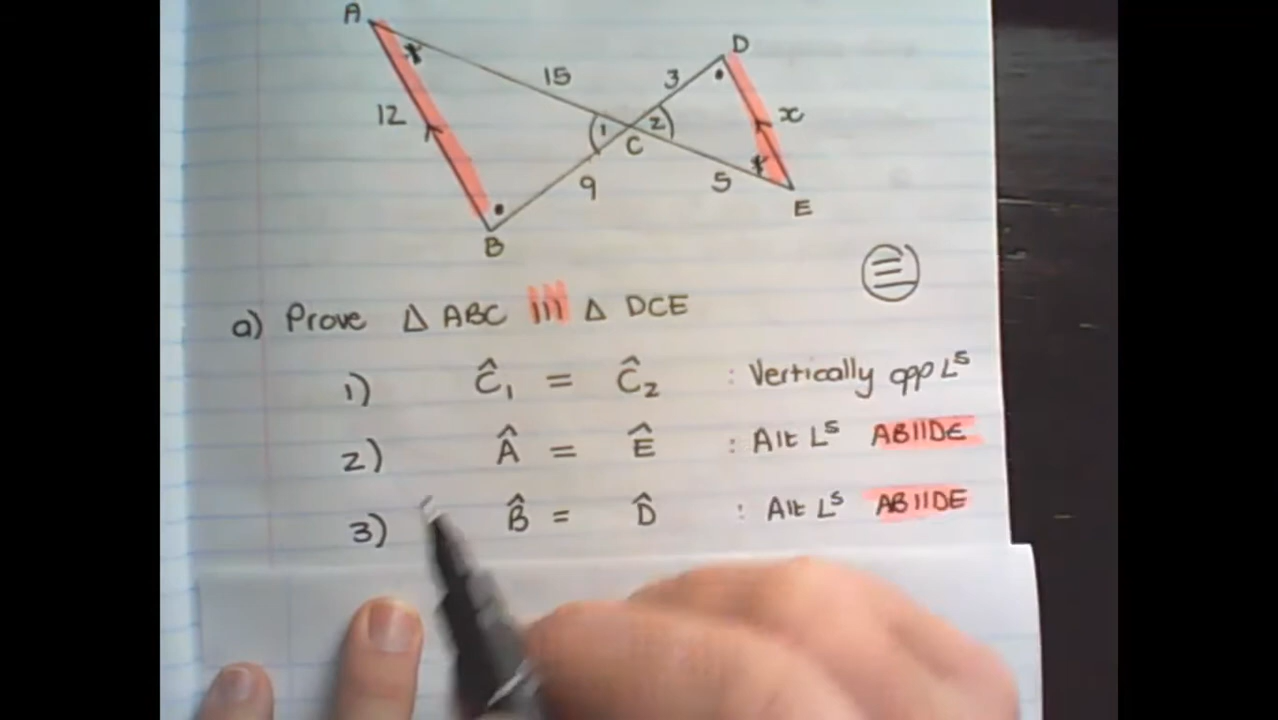 A
D
15
3
12
x
1
2
C
9
5
E
B
a) Prove Δ ABC ||| Δ DCE
1) Ĉ₁ = Ĉ₂ : Vertically opp ∠ˢ
2) Â = Ê : Alt ∠ˢ AB||DE
3) B̂ = D̂ : Alt ∠ˢ AB||DE